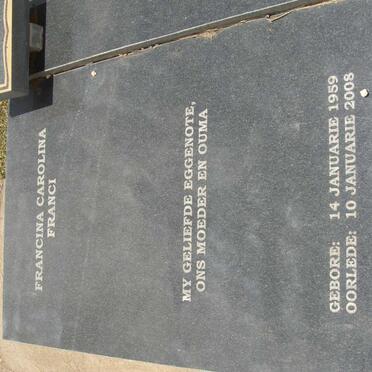 FRANCINA CAROLINA
FRANCI
MY GELIEFDE EGGENOTE,
ONS MOEDER EN OUMA
GEBORE: 14 JANUARIE 1959
OORLEDE: 10 JANUARIE 2008